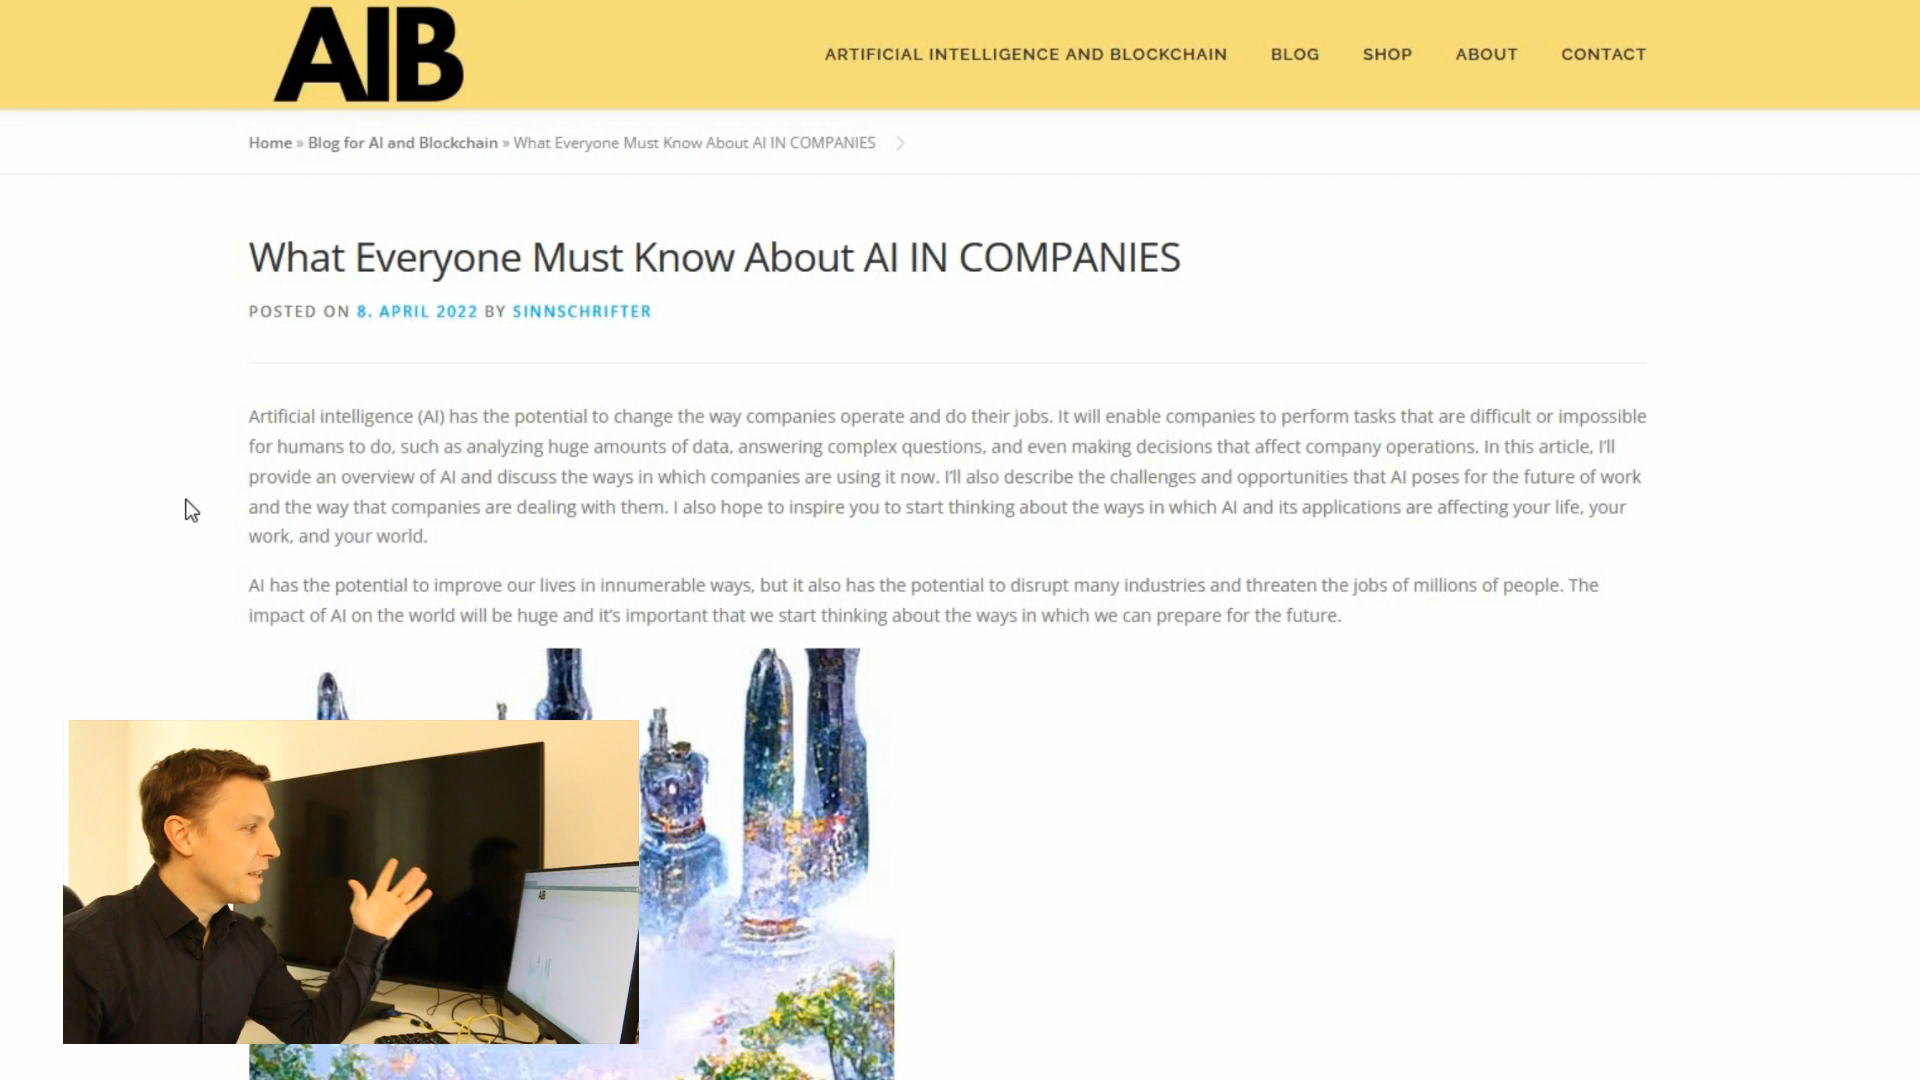 AIB
ARTIFICIAL INTELLIGENCE AND BLOCKCHAIN BLOG SHOP ABOUT CONTACT
Home » Blog for AI and Blockchain » What Everyone Must Know About AI IN COMPANIES
What Everyone Must Know About AI IN COMPANIES
POSTED ON 8. APRIL 2022 BY SINNSCHRIFTER
Artificial intelligence (AI) has the potential to change the way companies operate and do their jobs. It will enable companies to perform tasks that are difficult or impossible
for humans to do, such as analyzing huge amounts of data, answering complex questions, and even making decisions that affect company operations. In this article, I'll
provide an overview of AI and discuss the ways in which companies are using it now. I'll also describe the challenges and opportunities that AI poses for the future of work
and the way that companies are dealing with them. I also hope to inspire you to start thinking about the ways in which AI and its applications are affecting your life, your
work, and your world.
AI has the potential to improve our lives in innumerable ways, but it also has the potential to disrupt many industries and threaten the jobs of millions of people. The
impact of AI on the world will be huge and it's important that we start thinking about the ways in which we can prepare for the future.
AIB